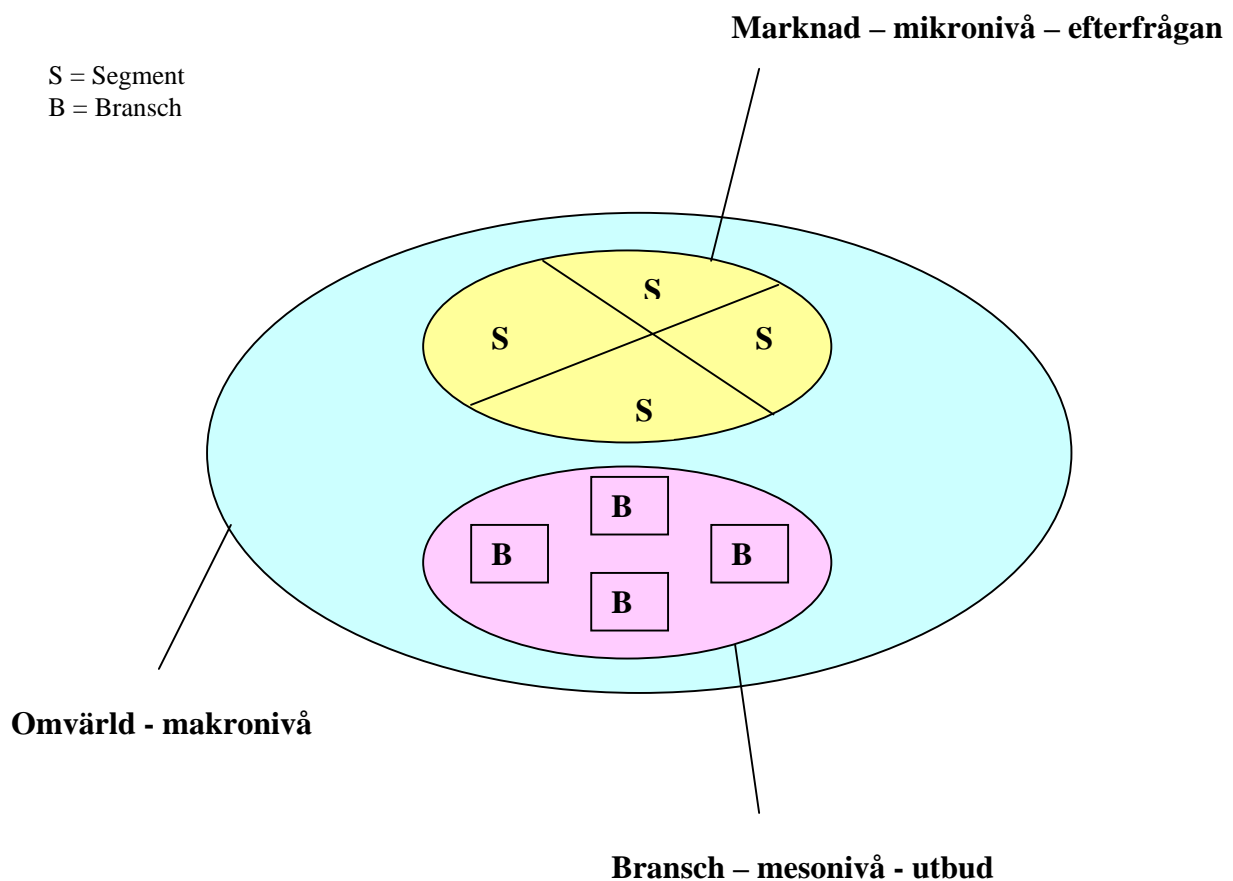 Marknad – mikronivå – efterfrågan
S = Segment
B = Bransch
S
S
S
S
B
B
B
B
Omvärld - makronivå
Bransch – mesonivå - utbud